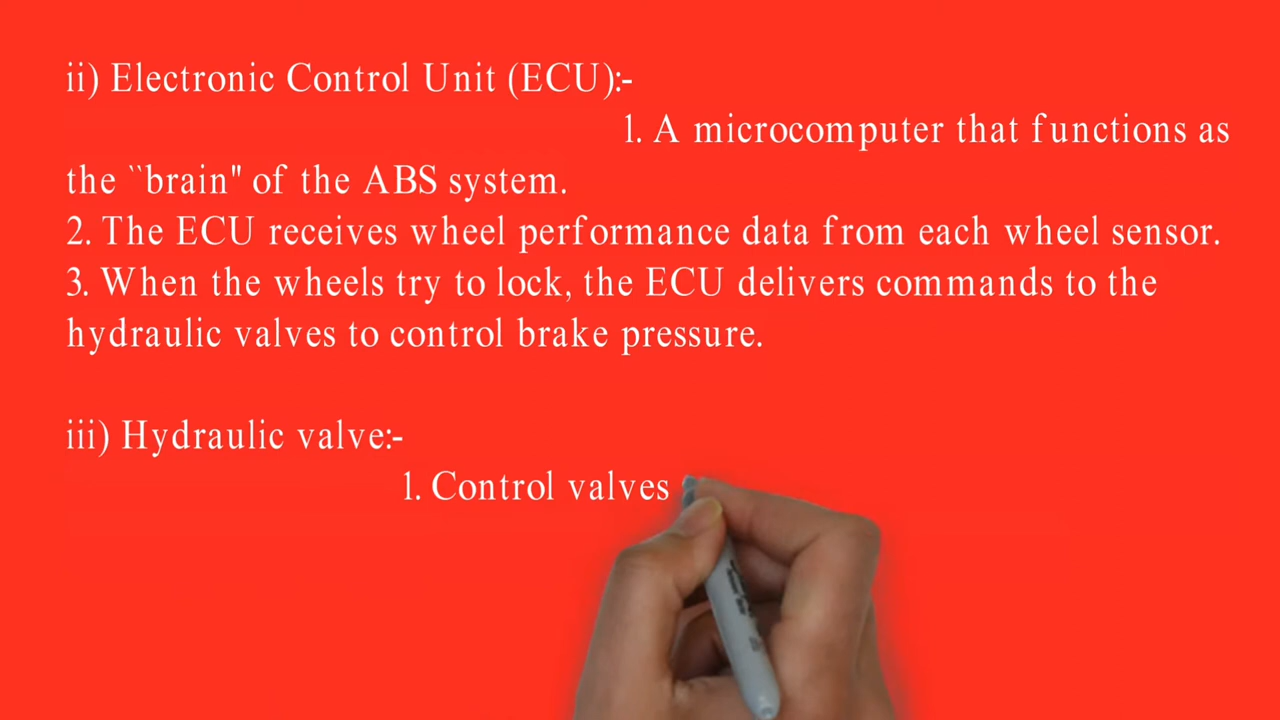 ii) Electronic Control Unit (ECU):-
1. A microcomputer that functions as
the ``brain" of the ABS system.
2. The ECU receives wheel performance data from each wheel sensor.
3. When the wheels try to lock, the ECU delivers commands to the
hydraulic valves to control brake pressure.
iii) Hydraulic valve:-
1. Control valves